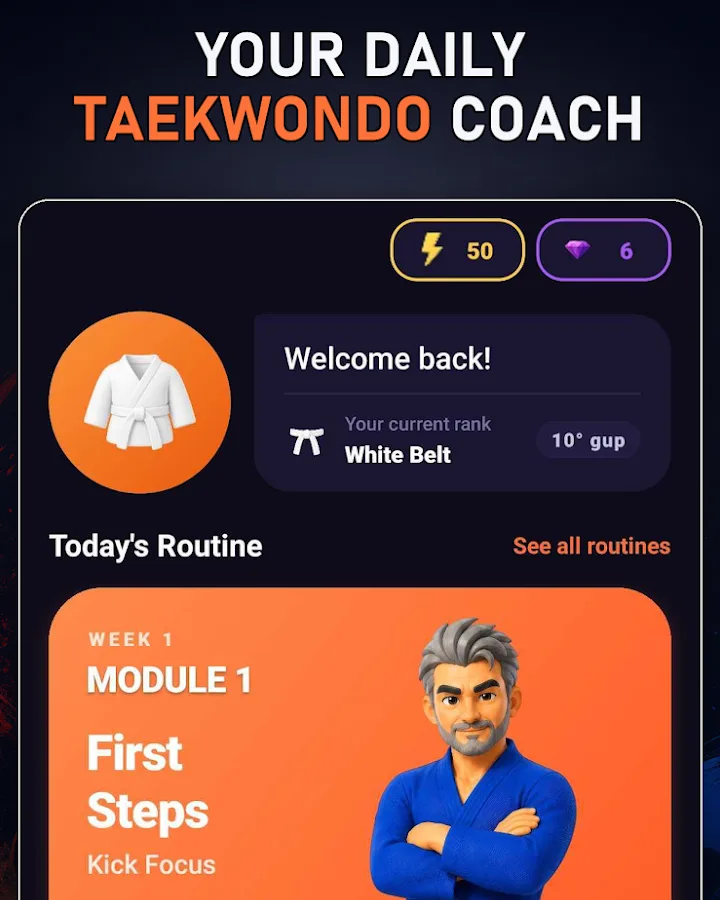 YOUR DAILY
TAEKWONDO COACH
50
6
Welcome back!
Your current rank
White Belt
10° gup
Today's Routine
See all routines
WEEK 1
MODULE 1
First
Steps
Kick Focus